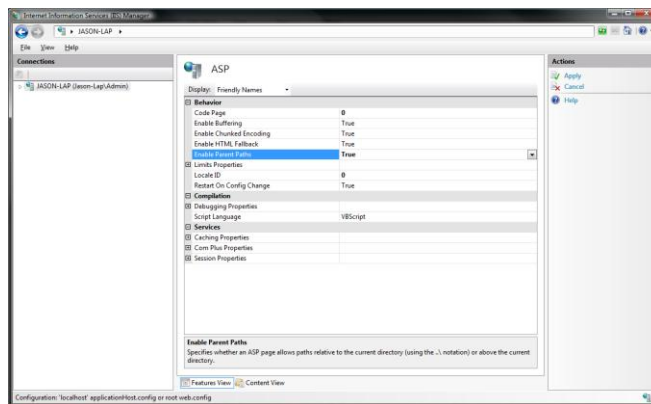 Internet Information Services (IIS) Manager
JASON-LAP
File View Help
Connections
JASON-LAP (Jason-Lap\Admin)
ASP
Display: Friendly Names
Behavior
Code Page 0
Enable Buffering True
Enable Chunked Encoding True
Enable HTML Fallback True
Enable Parent Paths True
Limits Properties
Locale ID 0
Restart On Config Change True
Compilation
Debugging Properties
Script Language VBScript
Services
Caching Properties
Com Plus Properties
Session Properties
Enable Parent Paths
Specifies whether an ASP page allows paths relative to the current directory (using the ..\ notation) or above the current
directory.
Features View Content View
Actions
Apply
Cancel
Help
Configuration: 'localhost' applicationHost.config or root web.config